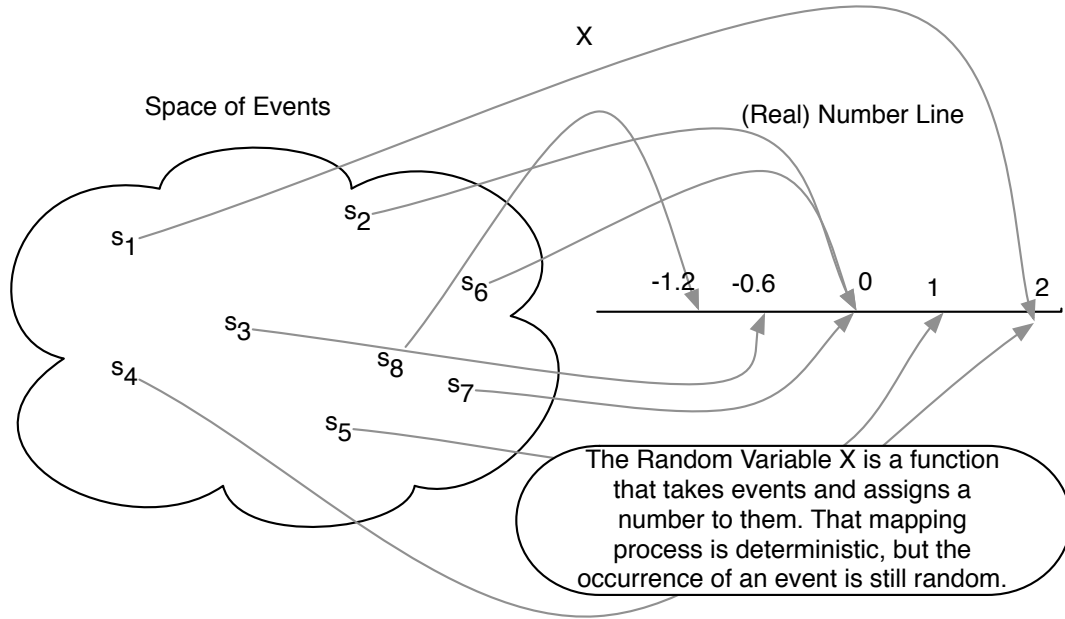 X
Space of Events
(Real) Number Line
s1
s2
s6
-1.2
-0.6
0
1
2
s3
s8
s4
s7
s5
The Random Variable X is a function
that takes events and assigns a
number to them. That mapping
process is deterministic, but the
occurrence of an event is still random.